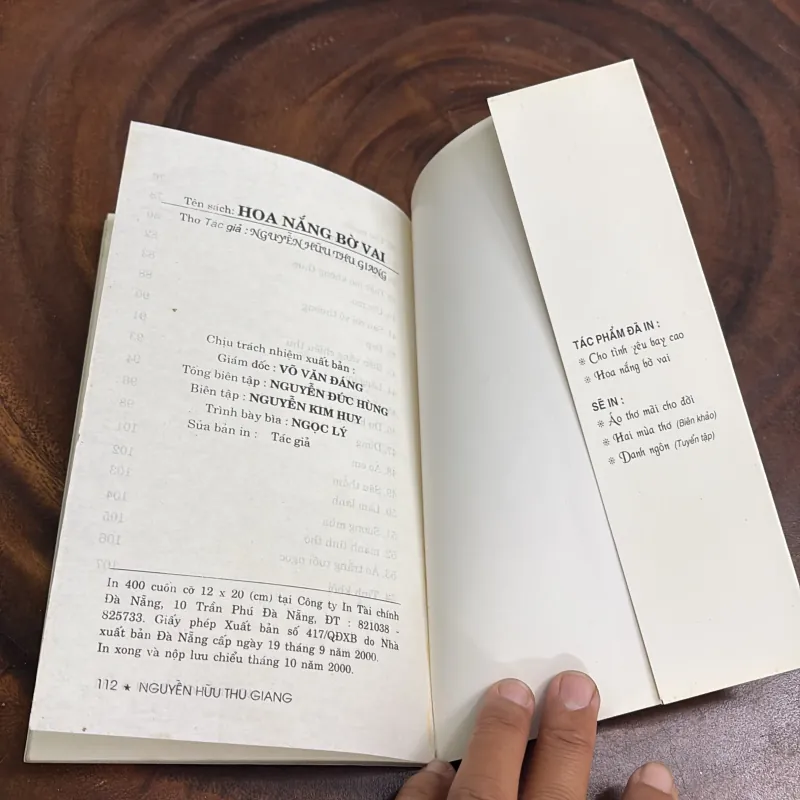 Tên sách: HOA NẮNG BỜ VAI
Thơ Tác giả : NGUYỄN HỮU THU GIANG
Chịu trách nhiệm xuất bản :
Giám đốc : VÕ VĂN ĐÁNG
Tổng biên tập : NGUYỄN ĐỨC HÙNG
Biên tập : NGUYỄN KIM HUY
Trình bày bìa : NGỌC LÝ
Sửa bản in : Tác giả
In 400 cuốn cỡ 12 x 20 (cm) tại Công ty In Tài chính
Đà Nẵng, 10 Trần Phú Đà Nẵng, ĐT : 821038 -
825733. Giấy phép Xuất bản số 417/QĐXB do Nhà
xuất bản Đà Nẵng cấp ngày 19 tháng 9 năm 2000.
In xong và nộp lưu chiểu tháng 10 năm 2000.
112 ★ NGUYỄN HỮU THU GIANG
TÁC PHẨM ĐÃ IN :
※ Cho tình yêu bay cao
※ Hoa nắng bờ vai
SẼ IN :
※ Áo thơ mãi cho đời
※ Hai mùa thơ (Biên khảo)
※ Danh ngôn (Tuyển tập)